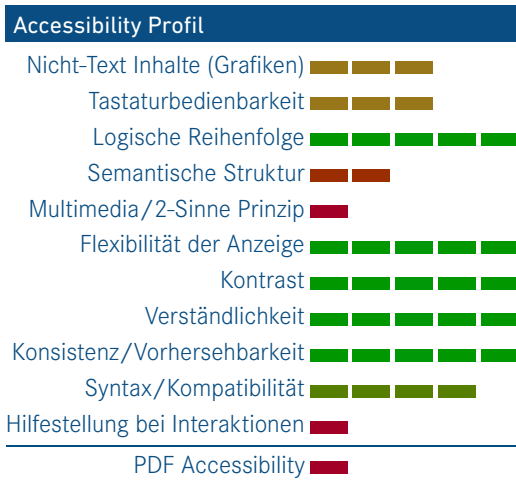 Accessibility Profil
Nicht-Text Inhalte (Grafiken)
Tastaturbedienbarkeit
Logische Reihenfolge
Semantische Struktur
Multimedia/2-Sinne Prinzip
Flexibilität der Anzeige
Kontrast
Verständlichkeit
Konsistenz/Vorhersehbarkeit
Syntax/Kompatibilität
Hilfestellung bei Interaktionen
PDF Accessibility